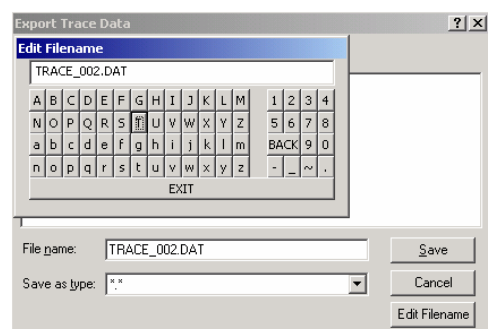 Export Trace Data
? X
Edit Filename
TRACE_002.DAT
A B C D E F G H I J K L M 1 2 3 4
N O P Q R S T U V W X Y Z 5 6 7 8
a b c d e f g h i j k l m BACK 9 0
n o p q r s t u v w x y z - _ ~ .
EXIT
File name: TRACE_002.DAT Save
Save as type: *.* Cancel
Edit Filename